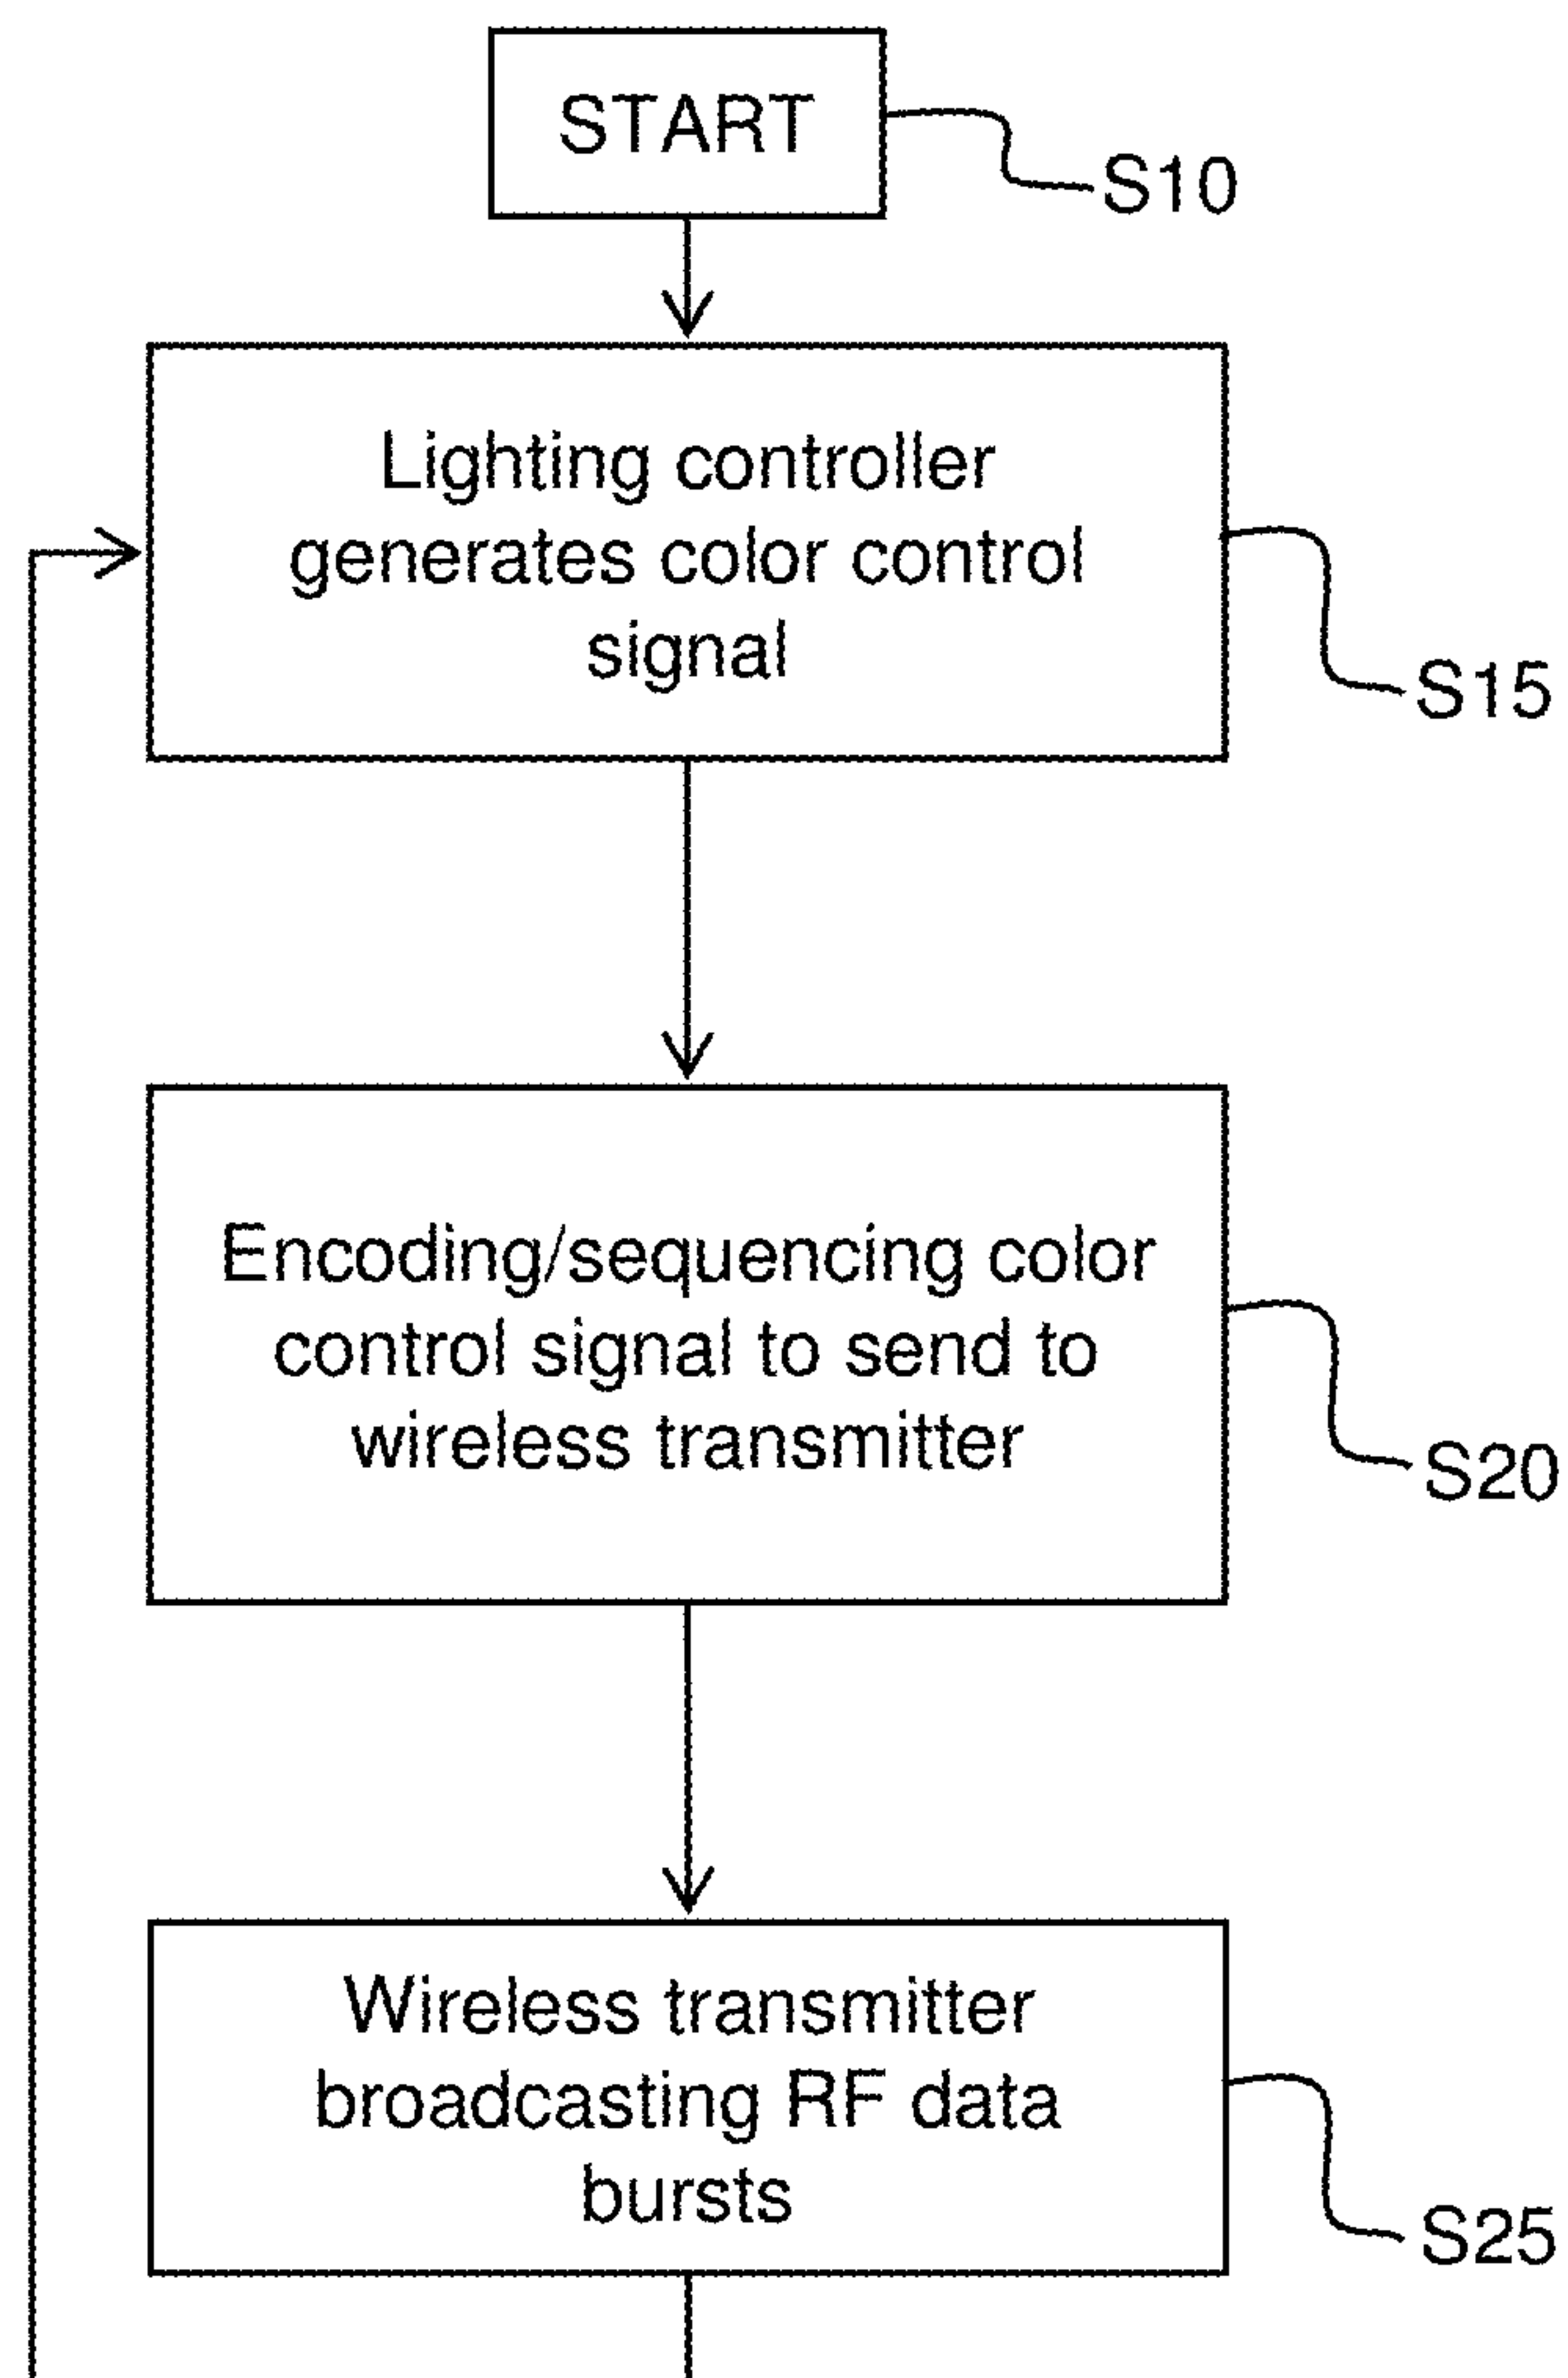 START
S10
Lighting controller
generates color control
signal
S15
Encoding/sequencing color
control signal to send to
wireless transmitter
S20
Wireless transmitter
broadcasting RF data
bursts
S25